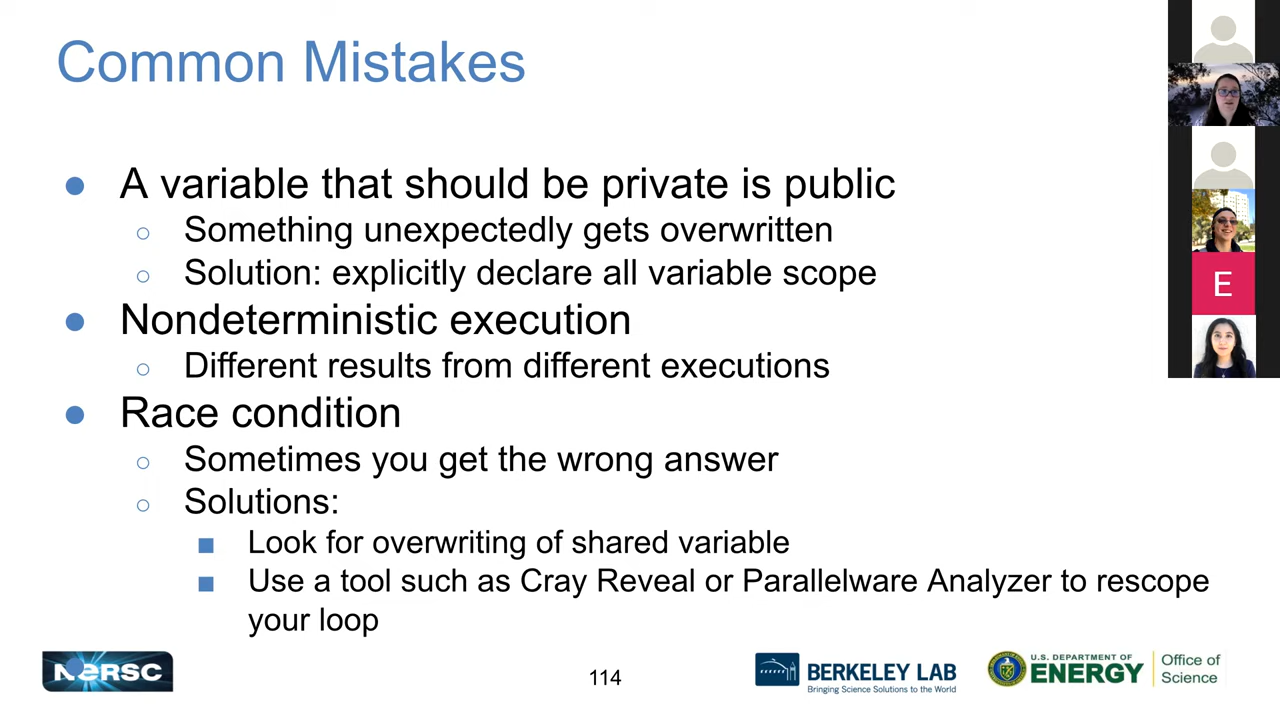 Common Mistakes
● A variable that should be private is public
○ Something unexpectedly gets overwritten
○ Solution: explicitly declare all variable scope
● Nondeterministic execution
○ Different results from different executions
● Race condition
○ Sometimes you get the wrong answer
○ Solutions:
■ Look for overwriting of shared variable
■ Use a tool such as Cray Reveal or Parallelware Analyzer to rescope
your loop
E
NERSC
114
BERKELEY LAB
Bringing Science Solutions to the World
U.S. DEPARTMENT OF
ENERGY
Office of
Science